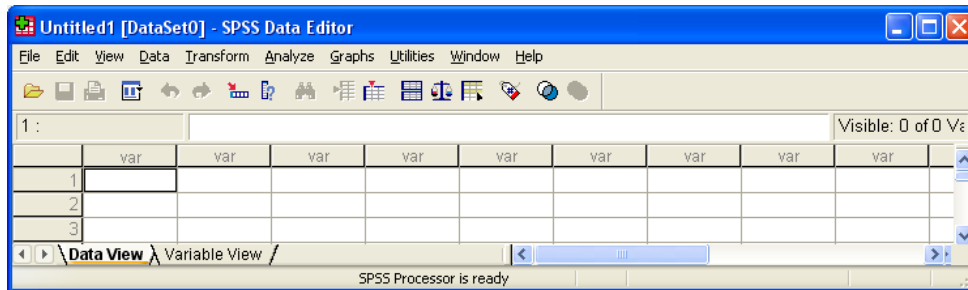 Untitled1 [DataSet0] - SPSS Data Editor
File Edit View Data Transform Analyze Graphs Utilities Window Help
1 : Visible: 0 of 0 Va
var var var var var var var var var
1
2
3
Data View Variable View
SPSS Processor is ready